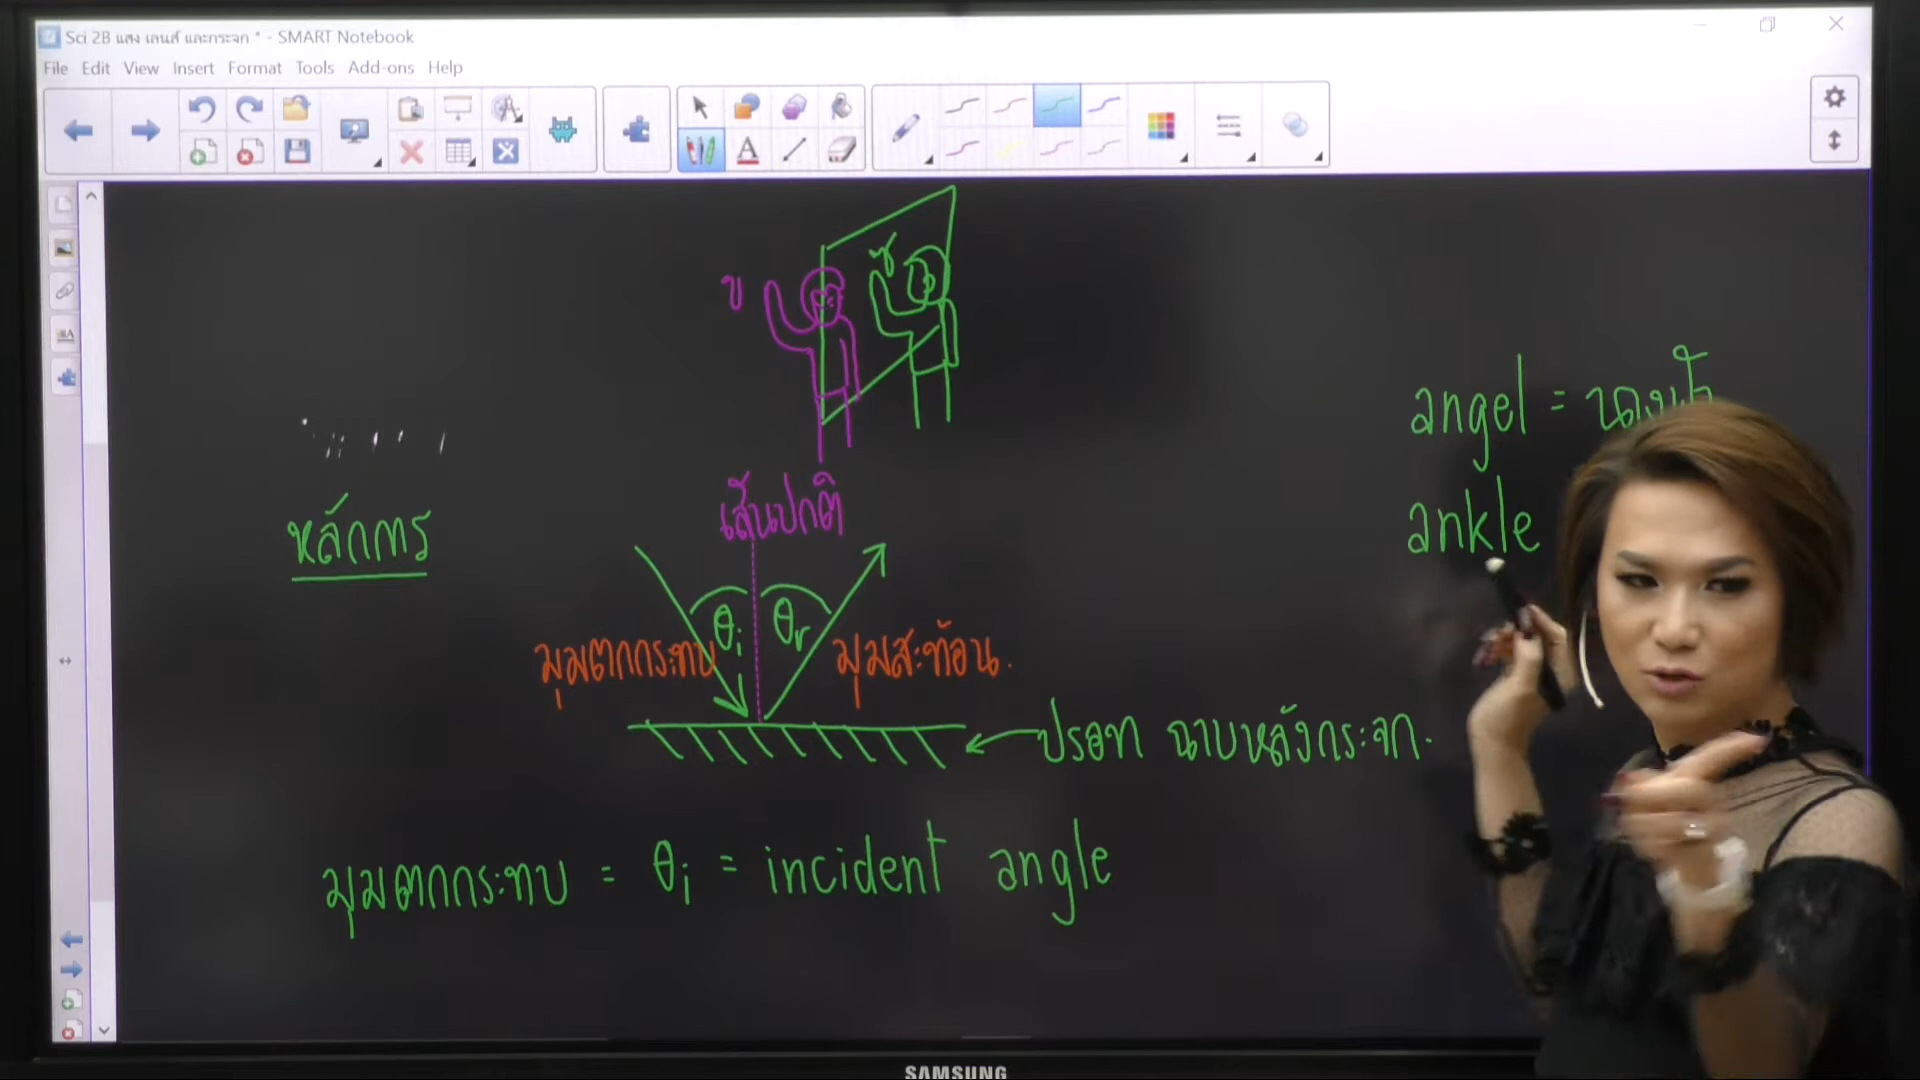 Sci 2B แสง เลนส์ และกระจก * - SMART Notebook
File Edit View Insert Format Tools Add-ons Help
ข
ซ
angel = นางฟ้า
ankle
เส้นปกติ
หลักการ
θi θr
มุมตกกระทบ มุมสะท้อน.
ปรอท ฉาบหลังกระจก.
มุมตกกระทบ = θi = incident angle
SAMSUNG